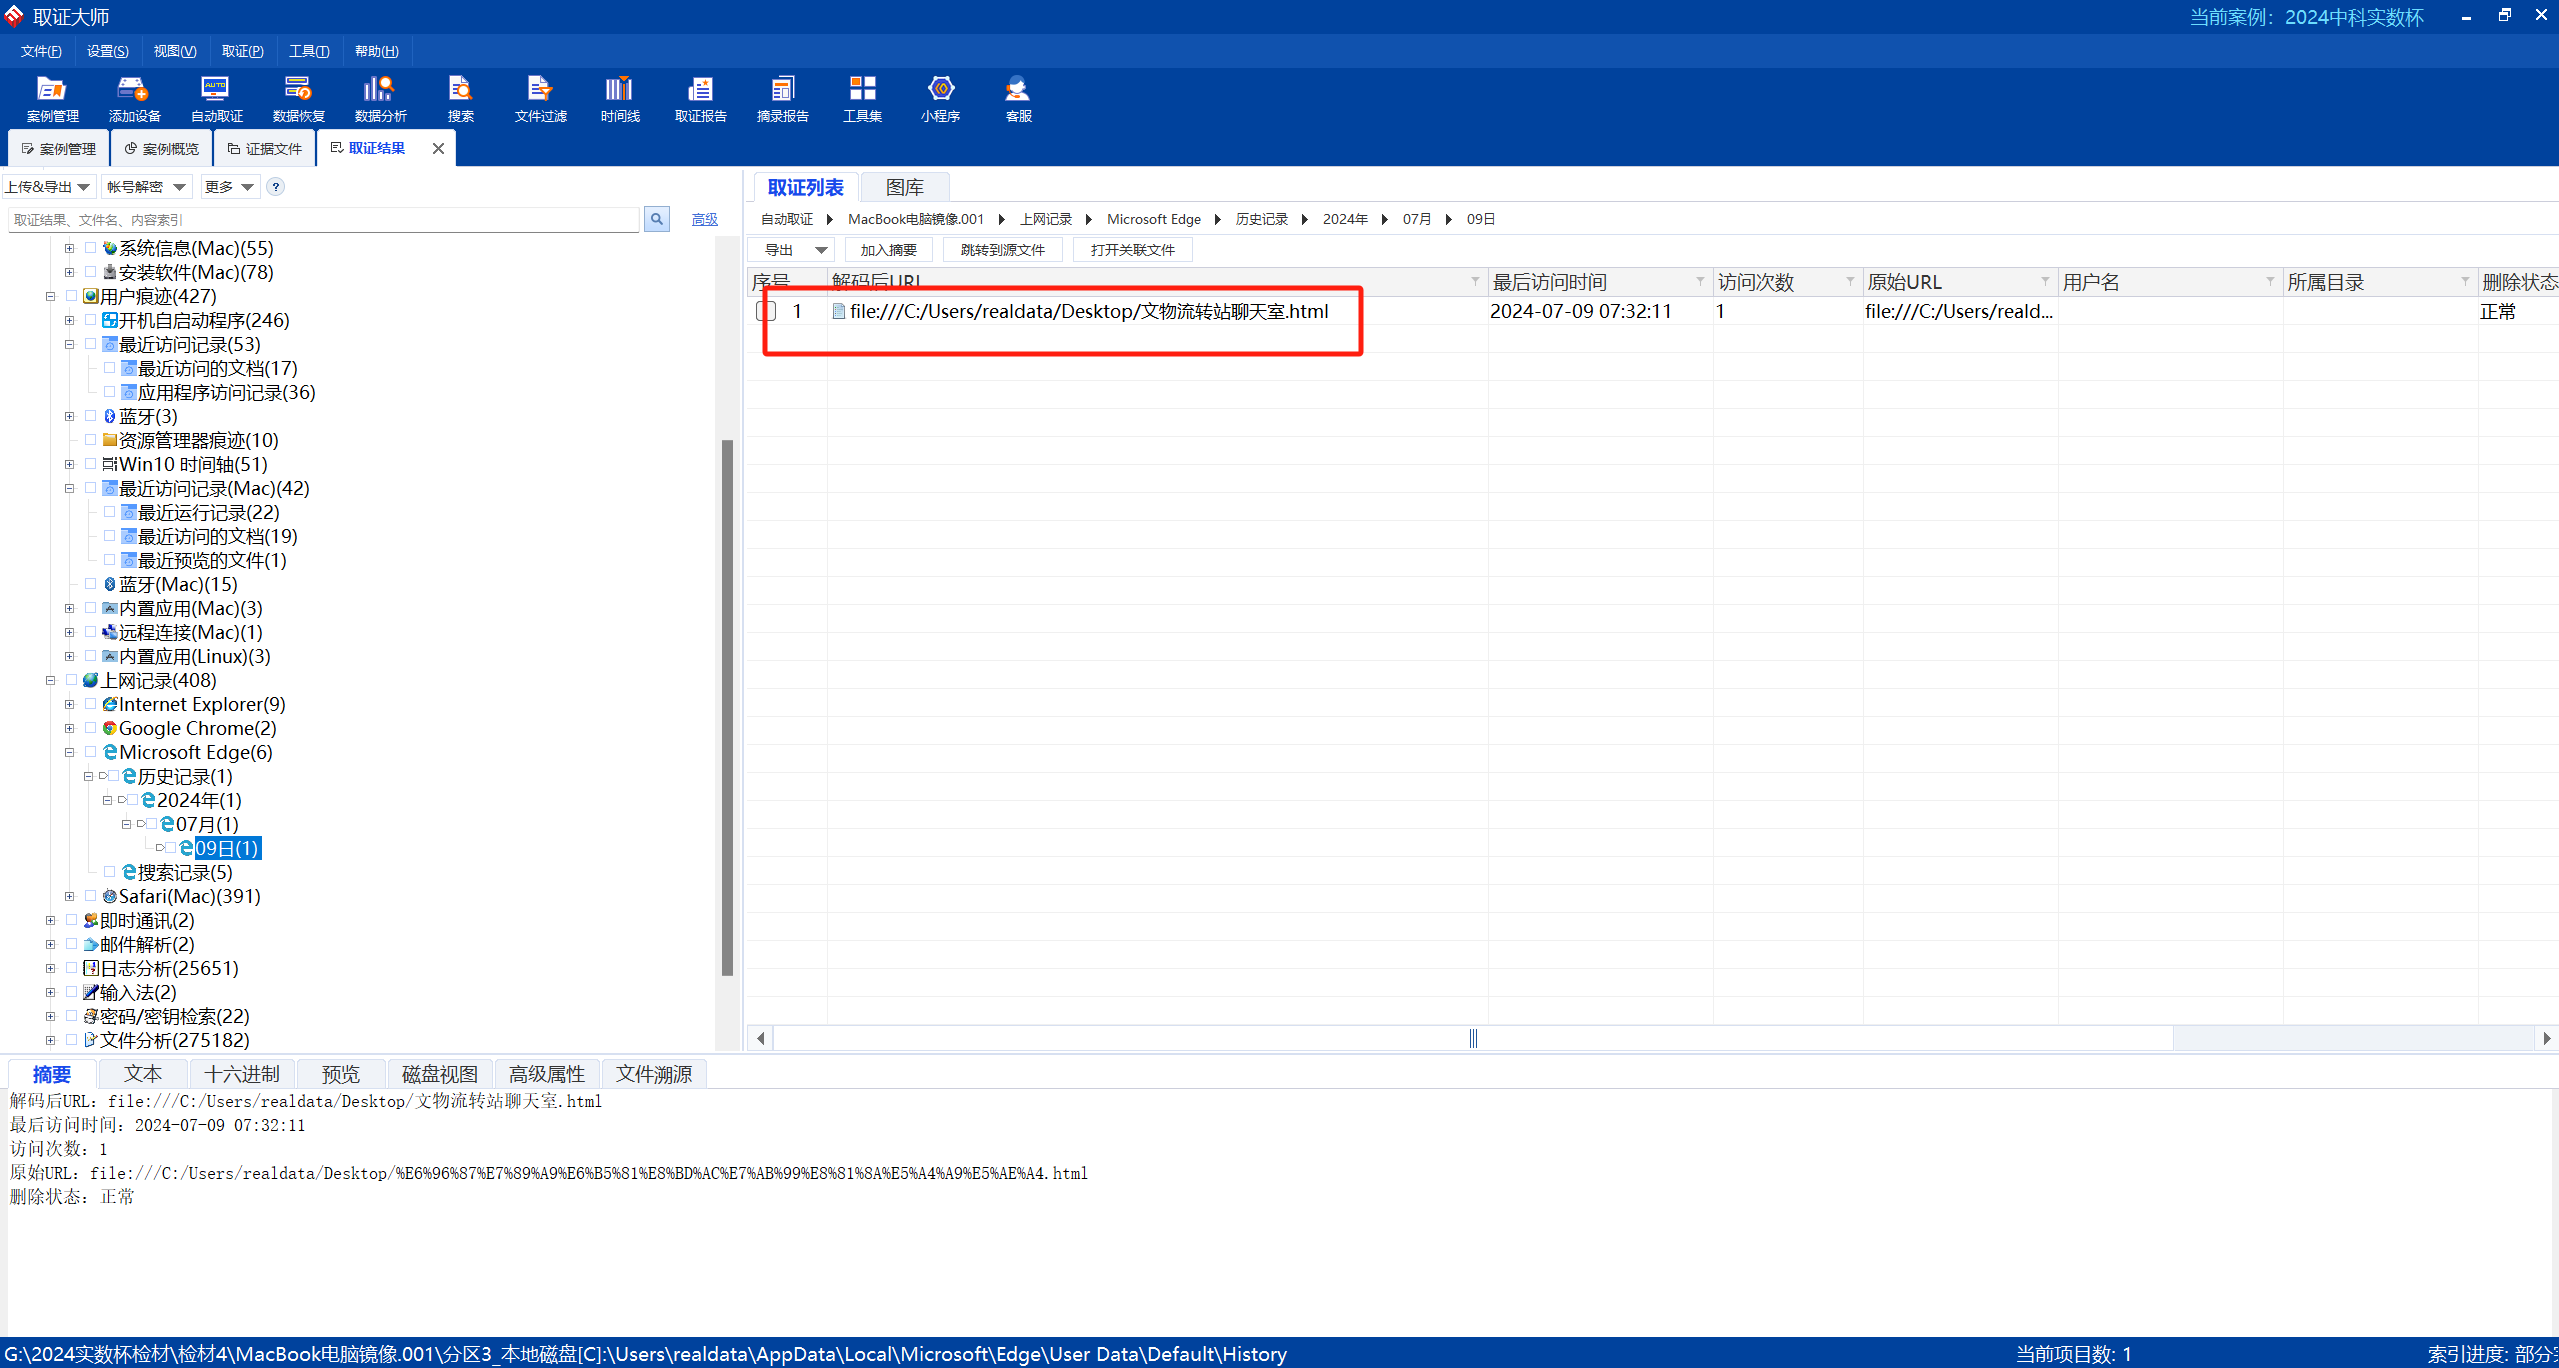 取证大师
当前案例：2024中科实数杯
文件(F) 设置(S) 视图(V) 取证(P) 工具(T) 帮助(H)
案例管理 添加设备 自动取证 数据恢复 数据分析 搜索 文件过滤 时间线 取证报告 摘录报告 工具集 小程序 客服
案例管理 案例概览 证据文件 取证结果
上传&导出 帐号解密 更多 ?
取证结果、文件名、内容索引 高级
系统信息(Mac)(55)
安装软件(Mac)(78)
用户痕迹(427)
开机自启动程序(246)
最近访问记录(53)
最近访问的文档(17)
应用程序访问记录(36)
蓝牙(3)
资源管理器痕迹(10)
Win10 时间轴(51)
最近访问记录(Mac)(42)
最近运行记录(22)
最近访问的文档(19)
最近预览的文件(1)
蓝牙(Mac)(15)
内置应用(Mac)(3)
远程连接(Mac)(1)
内置应用(Linux)(3)
上网记录(408)
Internet Explorer(9)
Google Chrome(2)
Microsoft Edge(6)
历史记录(1)
2024年(1)
07月(1)
09日(1)
搜索记录(5)
Safari(Mac)(391)
即时通讯(2)
邮件解析(2)
日志分析(25651)
输入法(2)
密码/密钥检索(22)
文件分析(275182)
取证列表 图库
自动取证 MacBook电脑镜像.001 上网记录 Microsoft Edge 历史记录 2024年 07月 09日
导出 加入摘要 跳转到源文件 打开关联文件
序号 解码后URL 最后访问时间 访问次数 原始URL 用户名 所属目录 删除状态
1 file:///C:/Users/realdata/Desktop/文物流转站聊天室.html 2024-07-09 07:32:11 1 file:///C:/Users/reald... 正常
摘要 文本 十六进制 预览 磁盘视图 高级属性 文件溯源
解码后URL：file:///C:/Users/realdata/Desktop/文物流转站聊天室.html
最后访问时间：2024-07-09 07:32:11
访问次数：1
原始URL：file:///C:/Users/realdata/Desktop/%E6%96%87%E7%89%A9%E6%B5%81%E8%BD%AC%E7%AB%99%E8%81%8A%E5%A4%A9%E5%AE%A4.html
删除状态：正常
G:\2024实数杯检材\检材4\MacBook电脑镜像.001\分区3_本地磁盘[C]:\Users\realdata\AppData\Local\Microsoft\Edge\User Data\Default\History
当前项目数: 1
索引进度: 部分